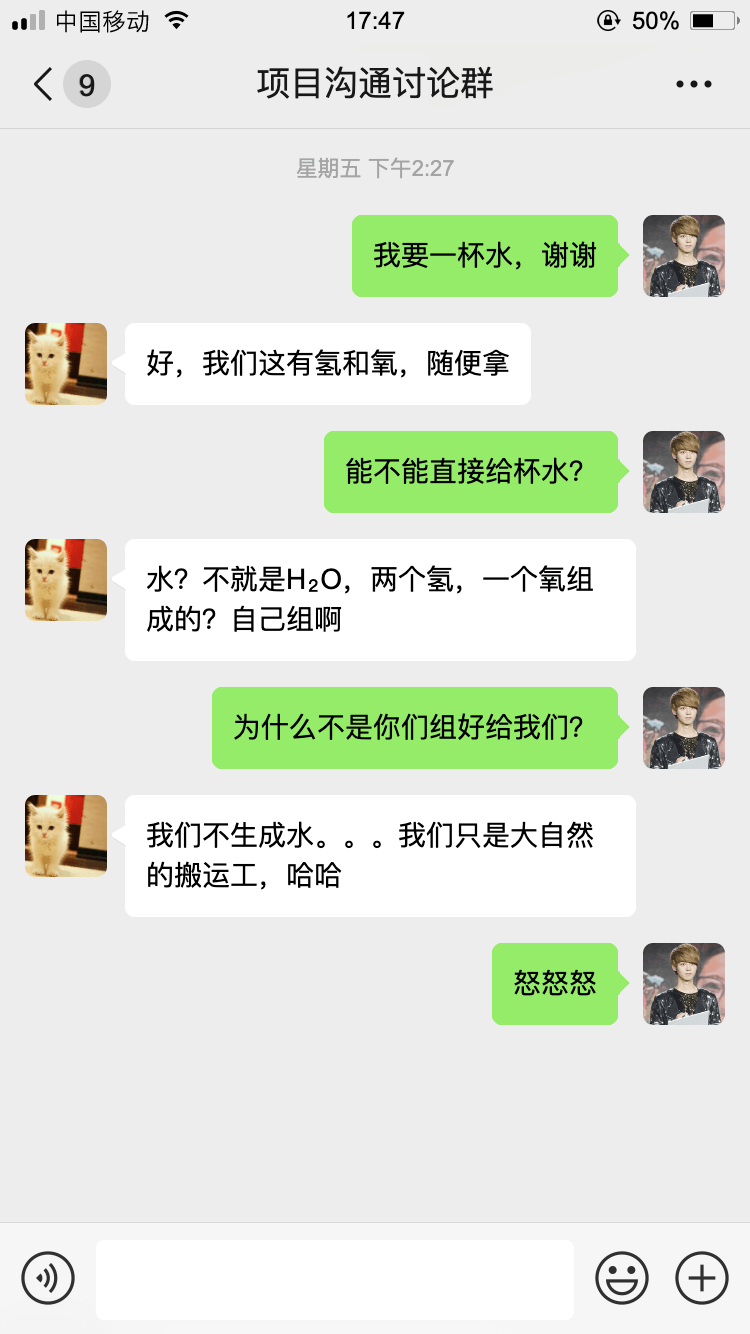 中国移动 17:47 50%
9 项目沟通讨论群
星期五 下午2:27
我要一杯水，谢谢
好，我们这有氢和氧，随便拿
能不能直接给杯水?
水? 不就是H₂O，两个氢，一个氧组
成的? 自己组啊
为什么不是你们组好给我们?
我们不生成水。。。我们只是大自然
的搬运工，哈哈
怒怒怒